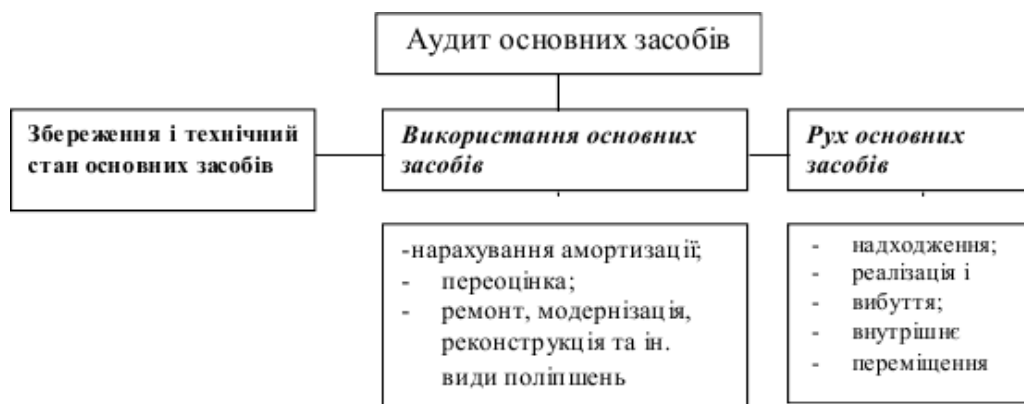 Аудит основних засобів
Збереження і технічний
стан основних засобів
Використання основних
засобів
Рух основних
засобів
-нарахування амортизації;
- переоцінка;
- ремонт, модернізація,
реконструкція та ін.
види поліпшень
- надходження;
- реалізація і
- вибуття;
- внутрішнє
- переміщення